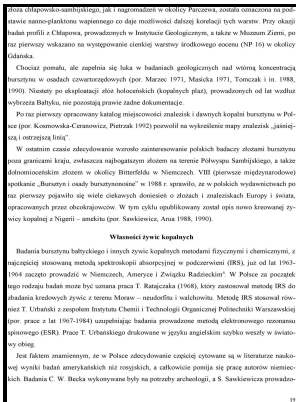 złoża chłapowsko-sambijskiego, jak i nagromadzeń w okolicy Parczewa, została oznaczona na pod-
stawie nanno-planktonu wapiennego co daje możliwości dalszej korelacji tych warstw. Przy okazji
badań profili z Chłapowa, prowadzonych w Instytucie Geologicznym, a także w Muzeum Ziemi, po
raz pierwszy wskazano na występowanie cienkiej warstwy środkowego eocenu (NP 16) w okolicy
Gdańska.
Chociaż pomału, ale zapełnia się luka w badaniach geologicznych nad wtórną koncentracją
bursztynu w osadach czwartorzędowych (por. Marzec 1971, Masicka 1971, Tomczak i in. 1988,
1990). Niestety po eksploatacji złóż holoceńskich (kopalnych plaż), prowadzonych od lat wzdłuż
wybrzeża Bałtyku, nie pozostają prawie żadne dokumentacje.
Po raz pierwszy opracowany katalog miejscowości znalezisk i dawnych kopalni bursztynu w Pol-
sce (por. Kosmowska-Ceranowicz, Pietrzak 1992) pozwolił na wykreślenie mapy znalezisk „jaśniej-
szą i ostrzejszą linią”.
W ostatnim czasie zdecydowanie wzrosło zainteresowanie polskich badaczy złożami bursztynu
poza granicami kraju, zwłaszcza najbogatszym złożem na terenie Półwyspu Sambijskiego, a także
dolnomioceńskim złożem w okolicy Bitterfeldu w Niemczech. VIII (pierwsze międzynarodowe)
spotkanie „Bursztyn i osady bursztynonośne” w 1988 r. sprawiło, że w polskich wydawnictwach po
raz pierwszy pojawiło się wiele ciekawych doniesień o złożach i znaleziskach Europy i świata,
opracowanych przez obcokrajowców. W tym cyklu opublikowany został opis nowo kreowanej ży-
wicy kopalnej z Nigerii – amekitu (por. Sawkiewicz, Arua 1988, 1990).
Własności żywic kopalnych
Badania bursztynu bałtyckiego i innych żywic kopalnych metodami fizycznymi i chemicznymi, z
najczęściej stosowaną metodą spektroskopii absorpcyjnej w podczerwieni (IRS), już od lat 1963-
1964 zaczęto prowadzić w Niemczech, Ameryce i Związku Radzieckim⁶. W Polsce za początek
tego rodzaju badań może być uznana praca T. Ratajczaka (1968), który zastosował metodę IRS do
zbadania kredowych żywic z terenu Moraw – neudorfitu i walchowitu. Metodę IRS stosował rów-
nież T. Urbański z zespołem Instytutu Chemii i Technologii Organicznej Politechniki Warszawskiej
(por. prace z lat 1967-1984) uzupełniając badania prowadzone metodą elektronowego rezonansu
spinowego (ESR). Prace T. Urbańskiego drukowane w języku angielskim szybko weszły w świato-
wy obieg.
Jest faktem znamiennym, że w Polsce zdecydowanie częściej cytowane są w literaturze nauko-
wej wyniki badań amerykańskich niż rosyjskich, a całkowicie pomija się pracę autorów niemiec-
kich. Badania C. W. Becka wykonywane były na potrzeby archeologii, a S. Sawkiewicza prowadzo-
19